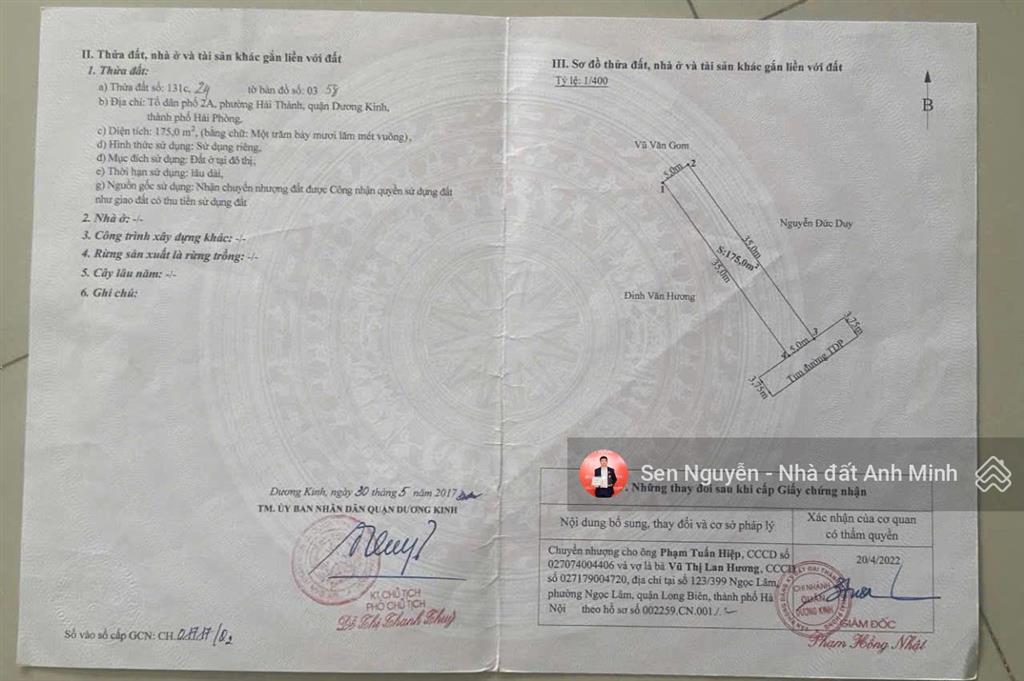 II. Thửa đất, nhà ở và tài sản khác gắn liền với đất
1. Thửa đất:
a) Thửa đất số: 131c, 24 tờ bản đồ số: 03 58
b) Địa chỉ: Tổ dân phố 2A, phường Hải Thành, quận Dương Kinh,
thành phố Hải Phòng,
c) Diện tích: 175,0 m², (bằng chữ: Một trăm bảy mươi lăm mét vuông),
d) Hình thức sử dụng: Sử dụng riêng,
đ) Mục đích sử dụng: Đất ở tại đô thị,
e) Thời hạn sử dụng: lâu dài,
g) Nguồn gốc sử dụng: Nhận chuyển nhượng đất được Công nhận quyền sử dụng đất
như giao đất có thu tiền sử dụng đất
2. Nhà ở: -/-
3. Công trình xây dựng khác: -/-
4. Rừng sản xuất là rừng trồng: -/-
5. Cây lâu năm: -/-
6. Ghi chú:
Dương Kinh, ngày 30 tháng 5 năm 2017
TM. ỦY BAN NHÂN DÂN QUẬN DƯƠNG KINH
KT. CHỦ TỊCH
PHÓ CHỦ TỊCH
Đỗ Thị Thanh Thuỷ
Số vào sổ cấp GCN: CH.
III. Sơ đồ thửa đất, nhà ở và tài sản khác gắn liền với đất
Tỷ lệ: 1/400
B
Vũ Văn Gom
5.0m
2
1
Nguyễn Đức Duy
35,0m
S:175,0m²
35,0m
Đinh Văn Hương
3
3,75m
4
5.0m
Tim đường TDP
3,75m
Sen Nguyễn - Nhà đất Anh Minh
. Những thay đổi sau khi cấp Giấy chứng nhận
Nội dung bổ sung, thay đổi và cơ sở pháp lý
Xác nhận của cơ quan
có thẩm quyền
Chuyển nhượng cho ông Phạm Tuấn Hiệp, CCCD số
027074004406 và vợ là bà Vũ Thị Lan Hương, CCCD
số 027179004720, địa chỉ tại số 123/399 Ngọc Lâm,
phường Ngọc Lâm, quận Long Biên, thành phố Hà
Nội theo hồ sơ số 002259.CN.001./.
20/4/2022
CHI NHÁNH
QUẬN
DƯƠNG KINH
GIÁM ĐỐC
Phạm Hồng Nhật